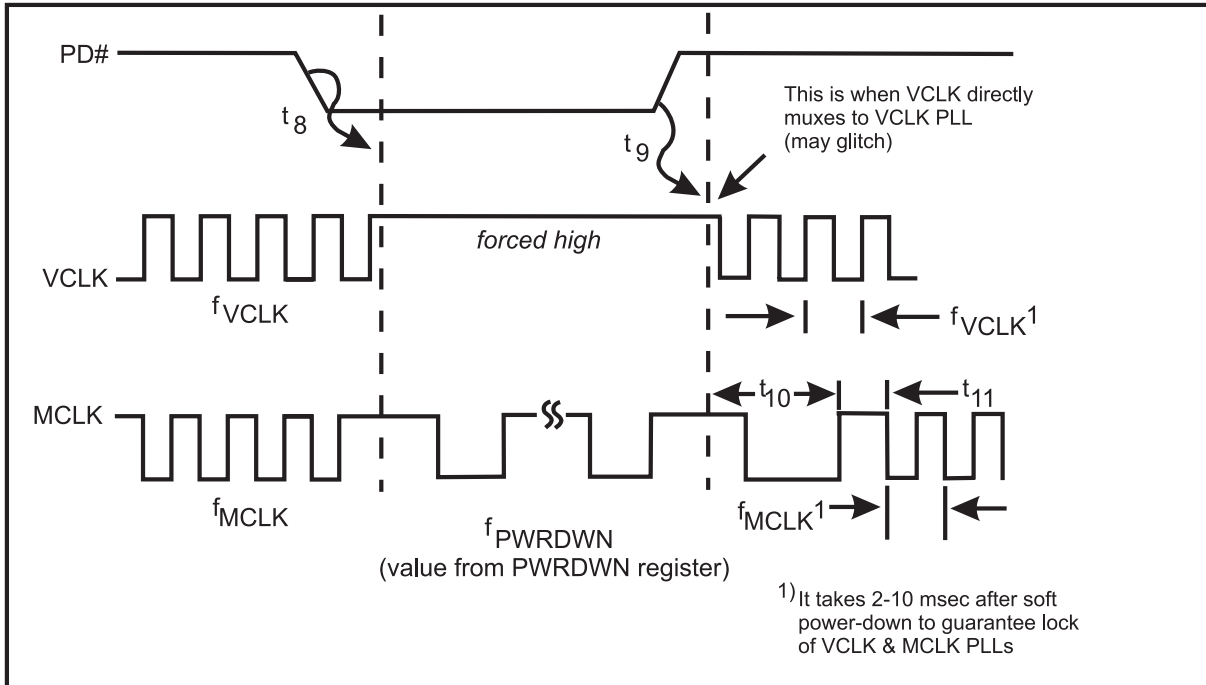 PD#
t8
t9
This is when VCLK directly
muxes to VCLK PLL
(may glitch)
forced high
VCLK
fVCLK
fVCLK1
MCLK
t10
t11
fMCLK
fPWRDWN
(value from PWRDWN register)
fMCLK1
1) It takes 2-10 msec after soft
power-down to guarantee lock
of VCLK & MCLK PLLs